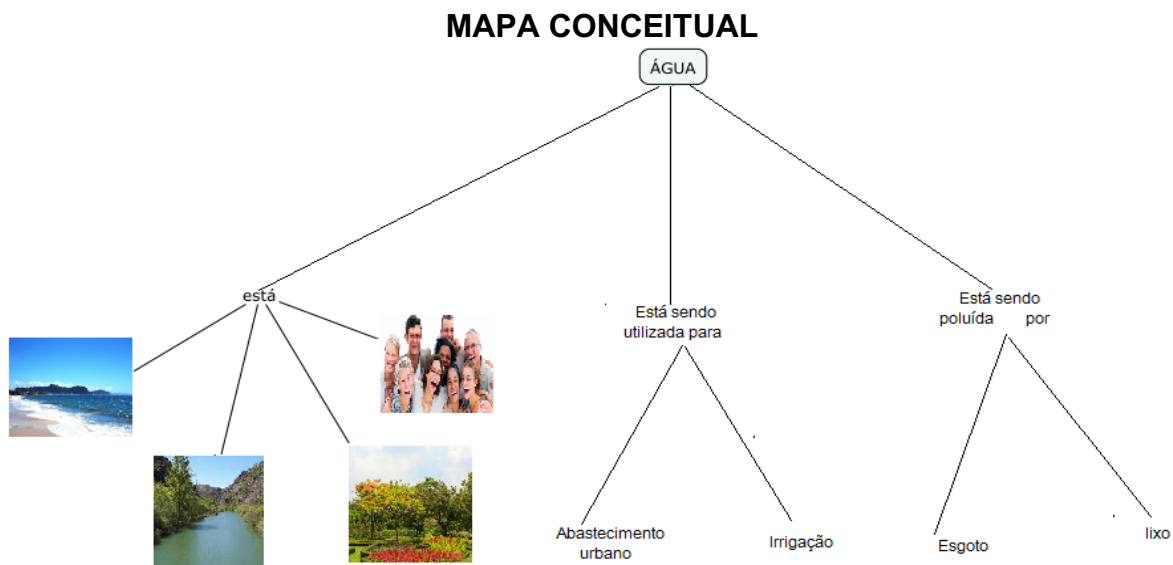 MAPA CONCEITUAL
ÁGUA
está
Está sendo
utilizada para
Está sendo
poluída por
Abastecimento
urbano
Irrigação
Esgoto
lixo